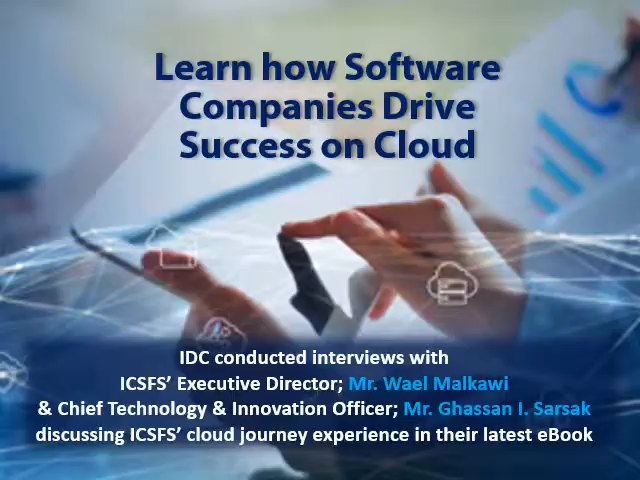 Learn how Software
Companies Drive
Success on Cloud
IDC conducted interviews with
ICSFS’ Executive Director; Mr. Wael Malkawi
& Chief Technology & Innovation Officer; Mr. Ghassan I. Sarsak
discussing ICSFS’ cloud journey experience in their latest eBook